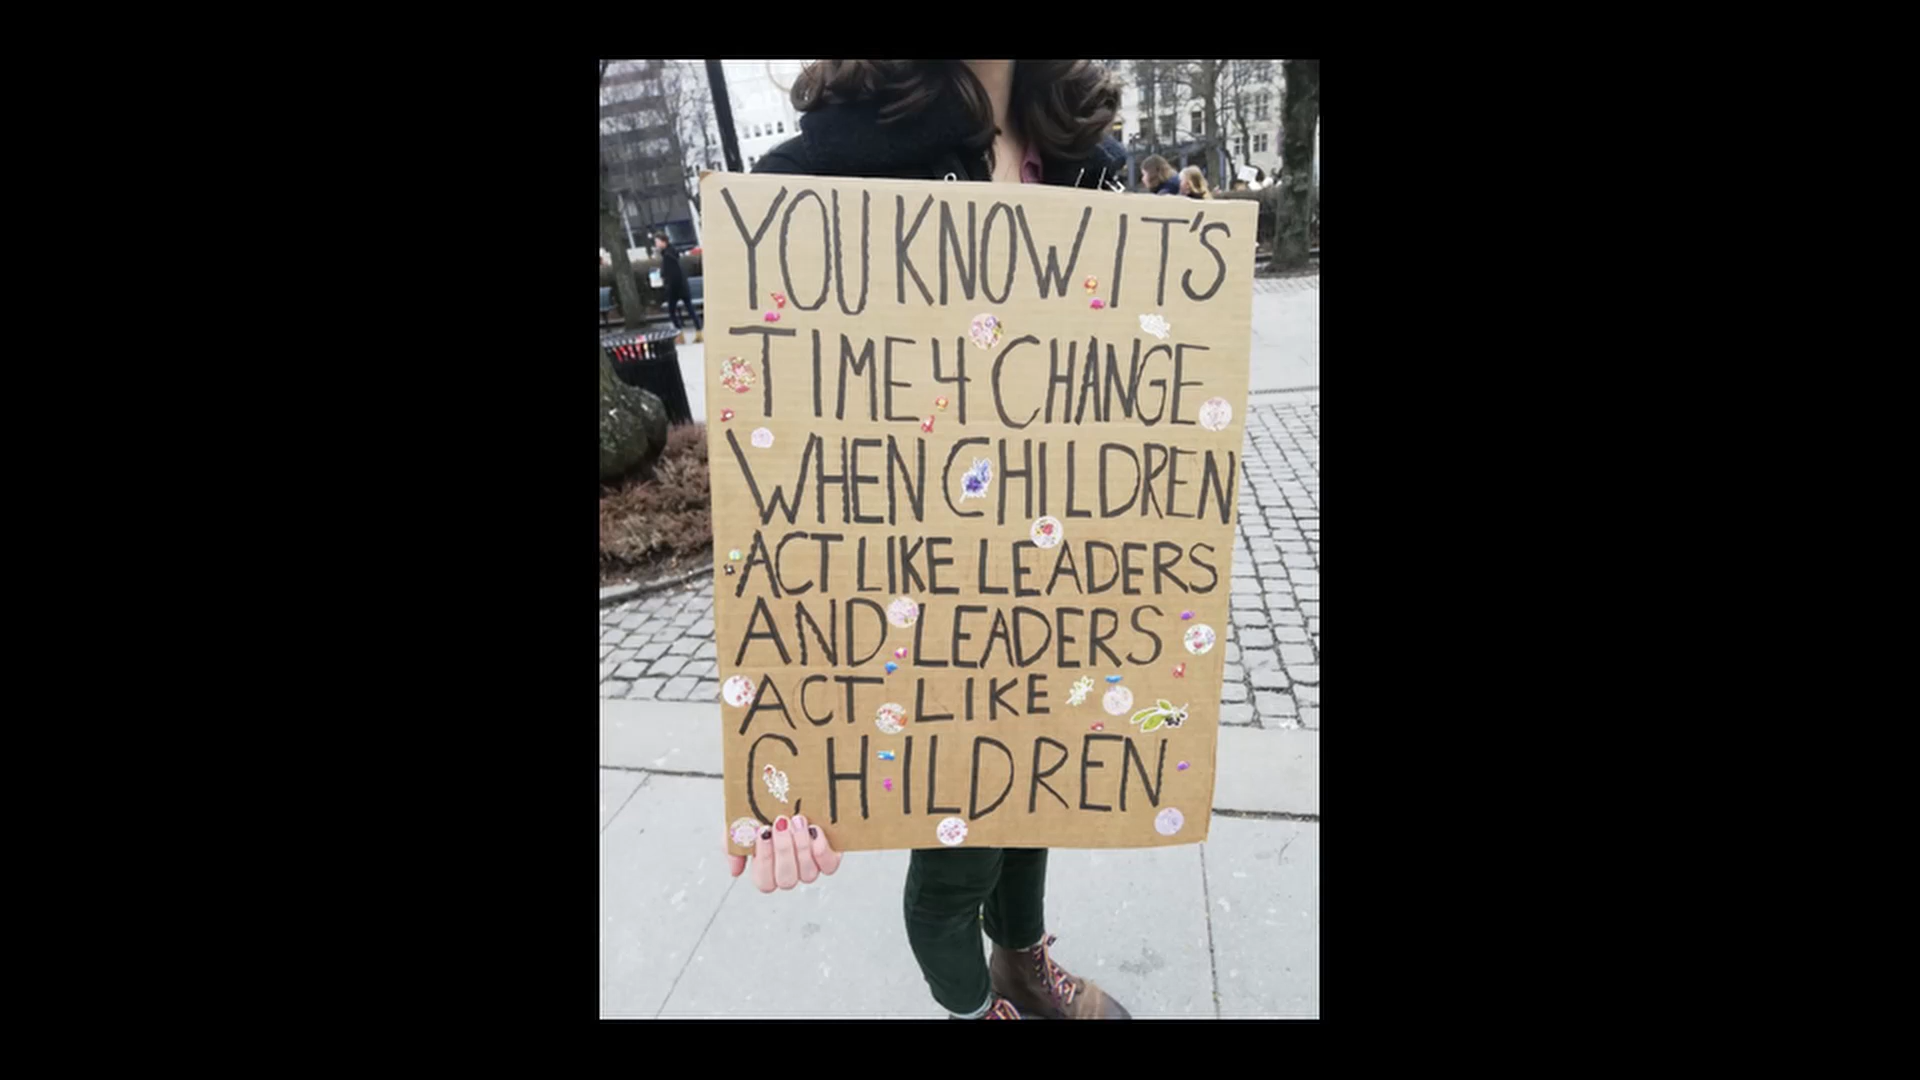 YOU KNOW IT'S
TIME 4 CHANGE
WHEN CHILDREN
ACT LIKE LEADERS
AND LEADERS
ACT LIKE
CHILDREN